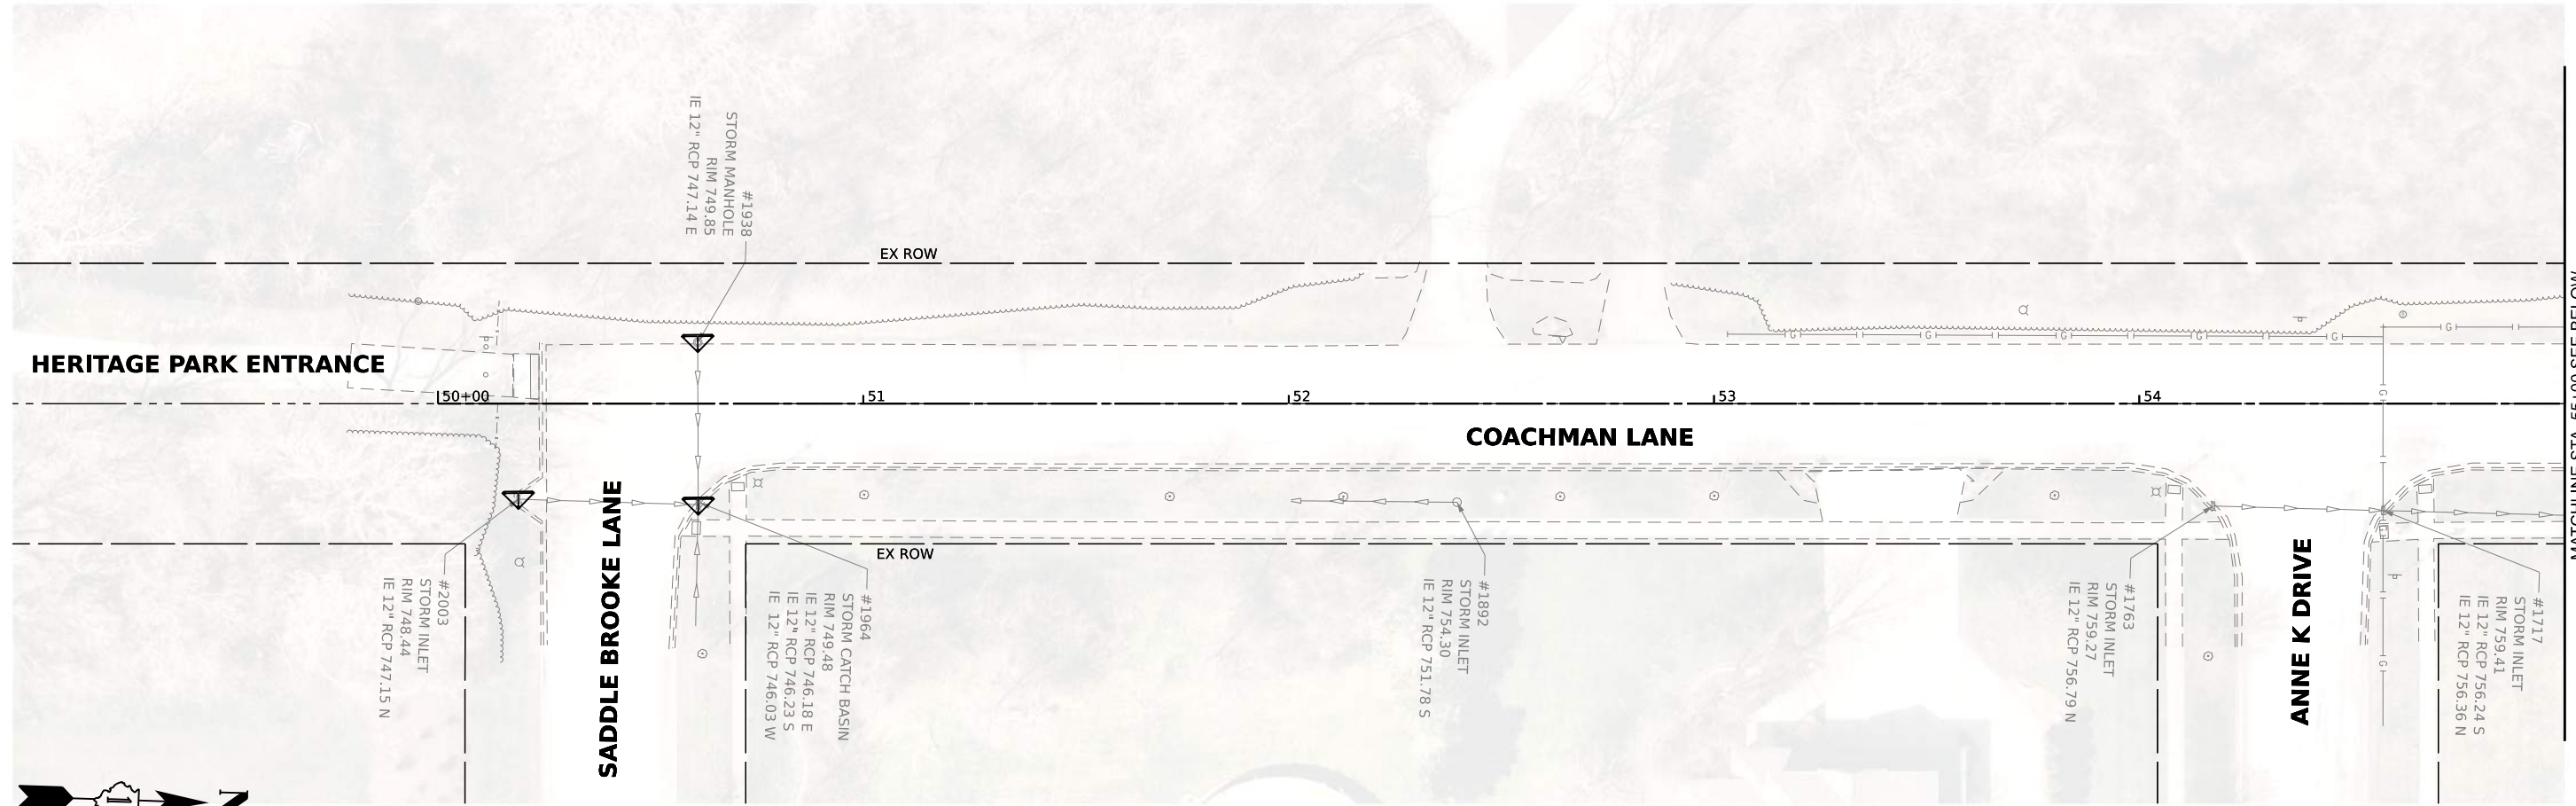 #1938
STORM MANHOLE
RIM 749.85
IE 12" RCP 747.14 E
EX ROW
HERITAGE PARK ENTRANCE
50+00
51
52
53
54
COACHMAN LANE
G
G
G
G
G
G
G
G
SADDLE BROOKE LANE
EX ROW
ANNE K DRIVE
#2003
STORM INLET
RIM 748.44
IE 12" RCP 747.15 N
#1964
STORM CATCH BASIN
RIM 749.48
IE 12" RCP 746.18 E
IE 12" RCP 746.23 S
IE 12" RCP 746.03 W
#1892
STORM INLET
RIM 754.30
IE 12" RCP 751.78 S
#1763
STORM INLET
RIM 759.27
IE 12" RCP 756.79 N
#1717
STORM INLET
RIM 759.41
IE 12" RCP 756.24 S
IE 12" RCP 756.36 N
N